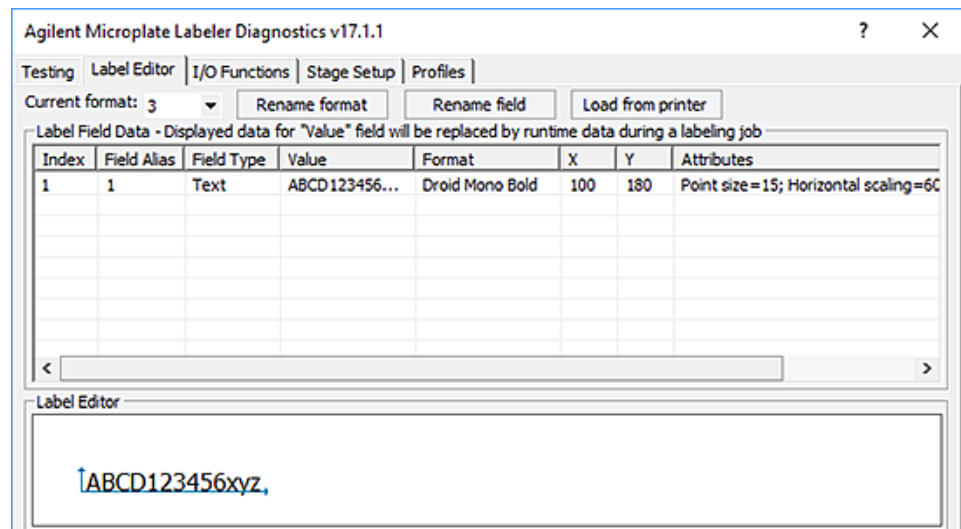 Agilent Microplate Labeler Diagnostics v17.1.1 ? X
Testing Label Editor I/O Functions Stage Setup Profiles
Current format: 3 Rename format Rename field Load from printer
Label Field Data - Displayed data for "Value" field will be replaced by runtime data during a labeling job
Index Field Alias Field Type Value Format X Y Attributes
1 1 Text ABCD123456... Droid Mono Bold 100 180 Point size=15; Horizontal scaling=60
Label Editor
ABCD123456xyz